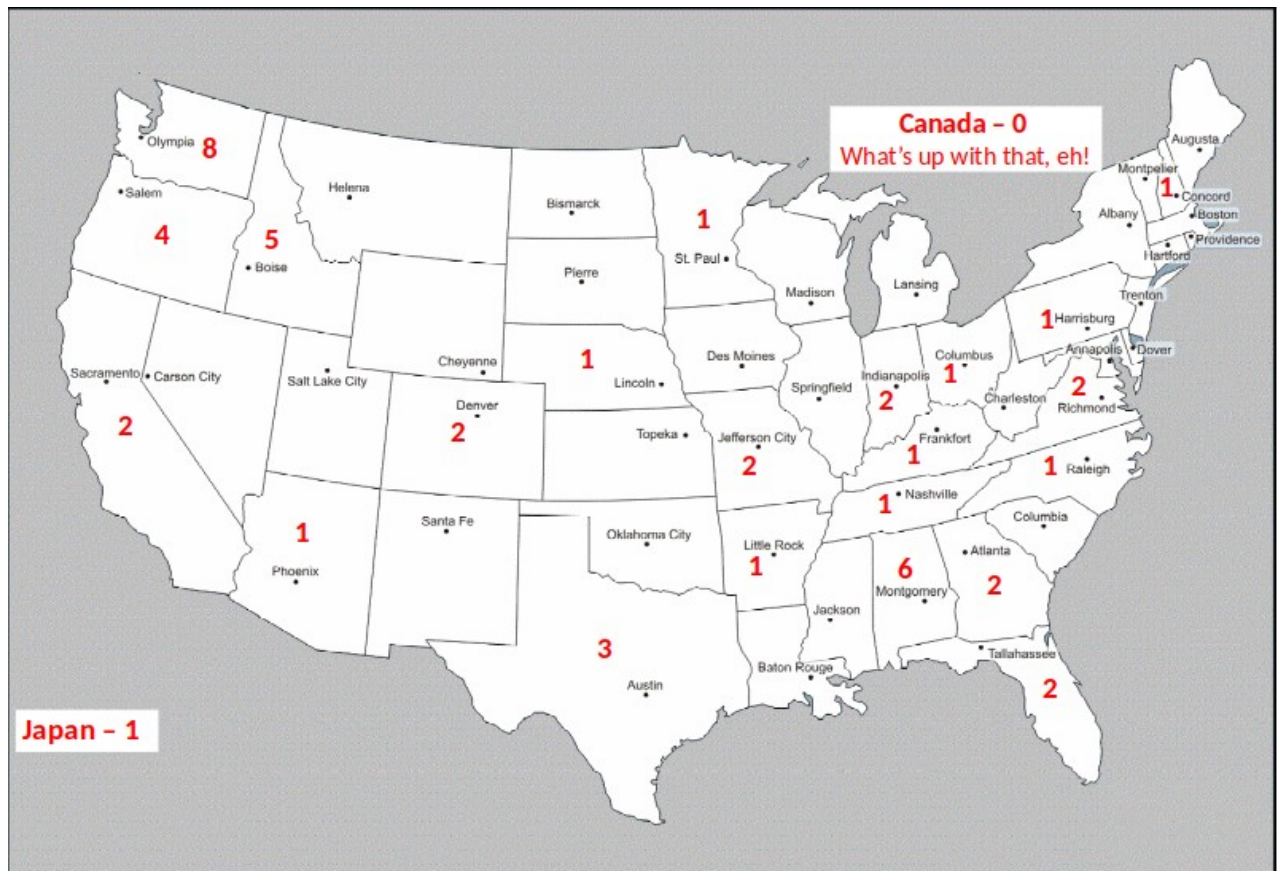 Canada – 0
What's up with that, eh!
Augusta
Olympia 8
Montpelier
Salem
Helena
1
Concord
Bismarck
Albany
Boston
1
4
5
Providence
Boise
St. Paul
Hartford
Pierre
Madison
Lansing
Trenton
1 Harrisburg
Annapolis
Dover
Sacramento
Carson City
Salt Lake City
Cheyenne
1
Lincoln
Des Moines
Springfield
Indianapolis
2
Columbus
1
Charleston
2
Richmond
2
Denver
2
Topeka
Jefferson City
2
Frankfort
1
1 Raleigh
1 Nashville
Columbia
1
Phoenix
Santa Fe
Oklahoma City
Little Rock
1
6
Montgomery
Atlanta
2
Jackson
3
Austin
Baton Rouge
Tallahassee
2
Japan – 1